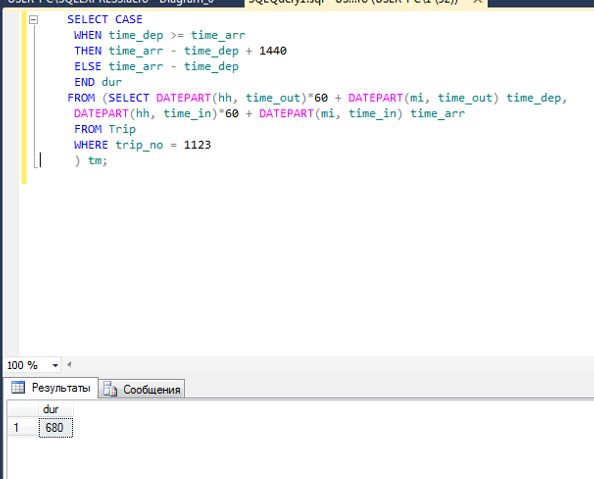 SELECT CASE
WHEN time_dep >= time_arr
THEN time_arr - time_dep + 1440
ELSE time_arr - time_dep
END dur
FROM (SELECT DATEPART(hh, time_out)*60 + DATEPART(mi, time_out) time_dep,
DATEPART(hh, time_in)*60 + DATEPART(mi, time_in) time_arr
FROM Trip
WHERE trip_no = 1123
) tm;
100 %
Результаты Сообщения
dur
1 680